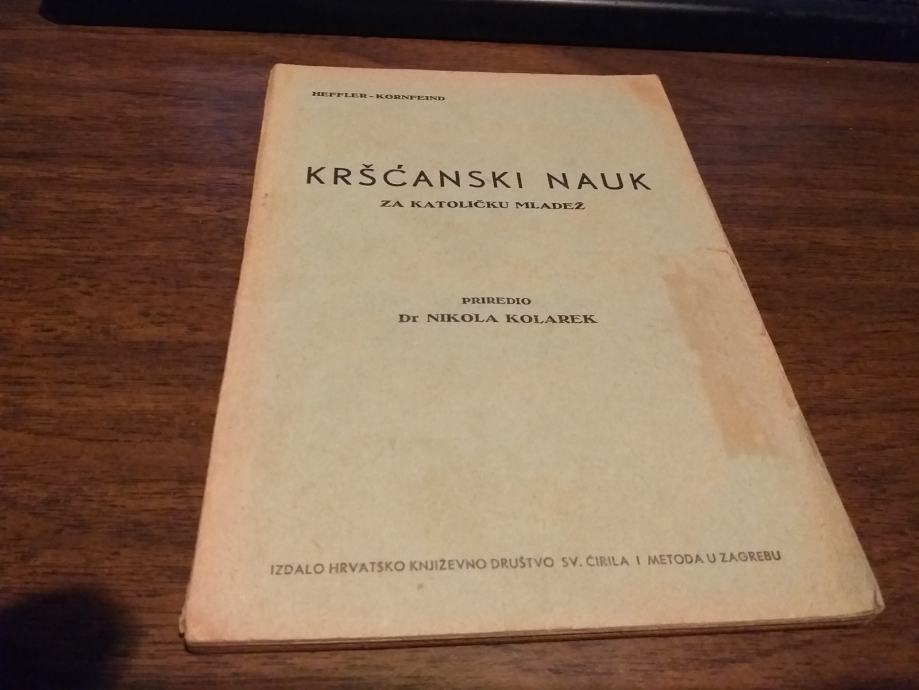 HEFFLER-KORNFEIND
KRŠĆANSKI NAUK
ZA KATOLIČKU MLADEŽ
PRIREDIO
Dr NIKOLA KOLAREK
IZDALO HRVATSKO KNJIŽEVNO DRUŠTVO SV. ĆIRILA I METODA U ZAGREBU